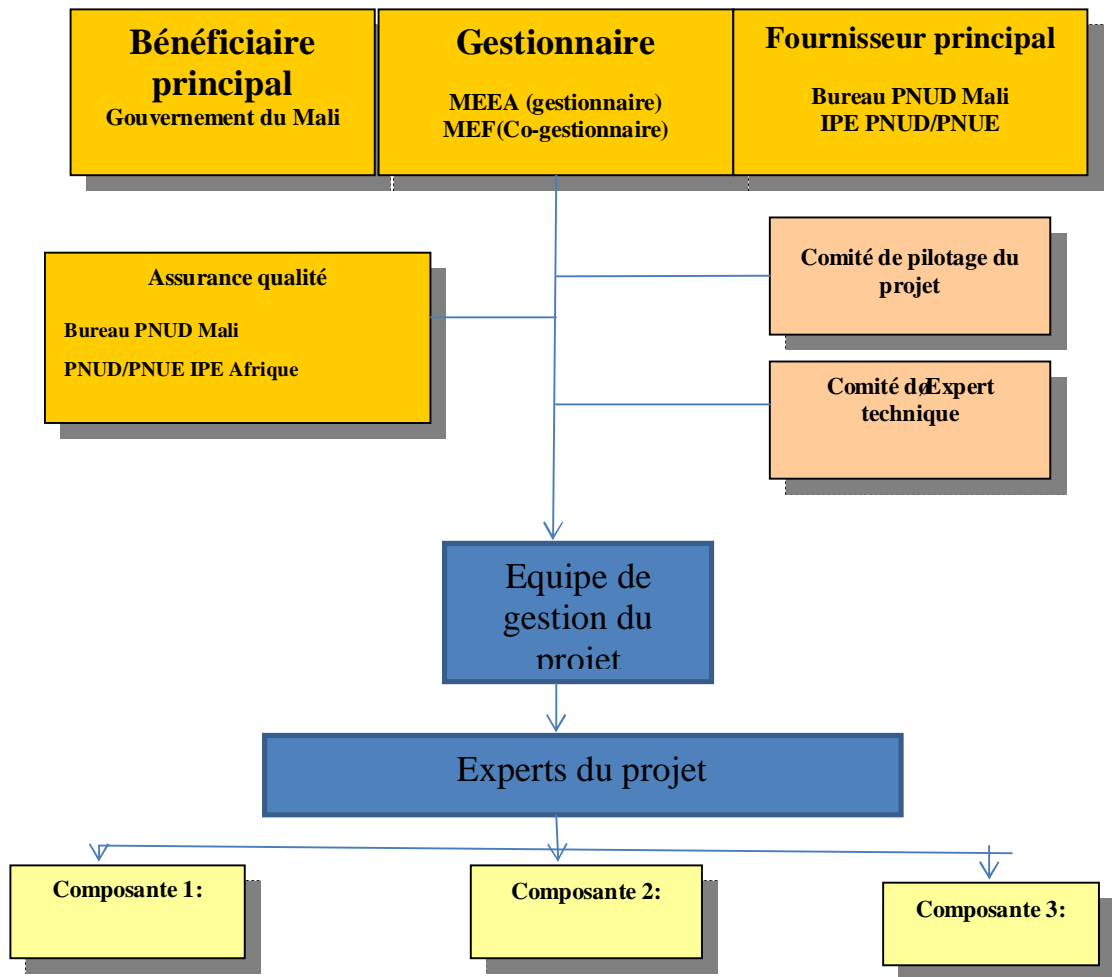 Bénéficiaire
principal
Gouvernement du Mali
Gestionnaire
MEEA (gestionnaire)
MEF(Co-gestionnaire)
Fournisseur principal
Bureau PNUD Mali
IPE PNUD/PNUE
Assurance qualité
Bureau PNUD Mali
PNUD/PNUE IPE Afrique
Comité de pilotage du
projet
Comité døExpert
technique
Equipe de
gestion du
projet
Experts du projet
Composante 1:
Composante 2:
Composante 3: